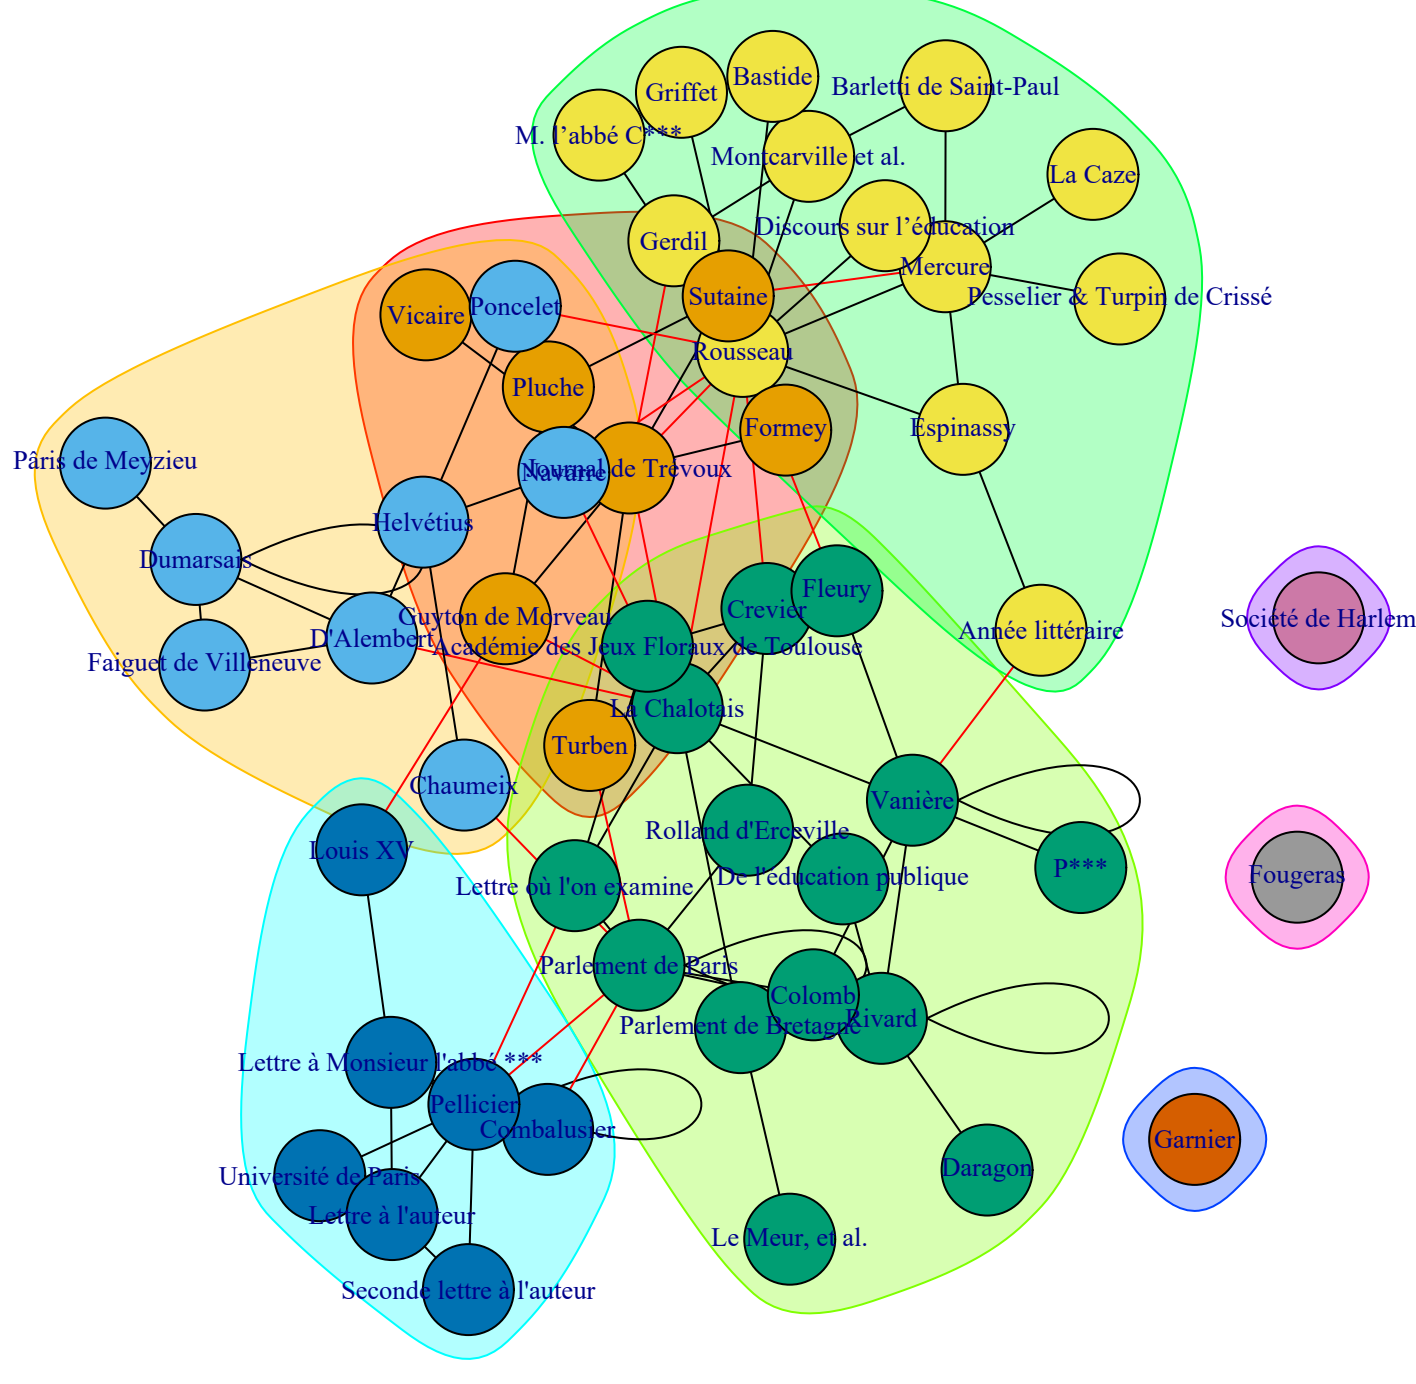 Bastide
Barletti de Saint-Paul
Griffet
M. l'abbé C***
Montcarville et al.
La Caze
Discours sur l'éducation
Gerdil
Mercure
Sutaine
Pesselier & Turpin de Crissé
Poncelet
Vicaire
Rousseau
Pluche
Formey
Espinassy
Pâris de Meyzieu
Navarre
Journal de Trévoux
Helvétius
Dumarsais
Fleury
Crevier
Guyton de Morveau
Société de Harlem
Année littéraire
D'Alembert
Académie des Jeux Floraux de Toulouse
Faiguet de Villeneuve
La Chalotais
Turben
Chaumeix
Vanière
Rolland d'Erceville
Louis XV
P***
Fougeras
De l'education publique
Lettre où l'on examine
Parlement de Paris
Colomb
Rivard
Parlement de Bretagne
Lettre à Monsieur l'abbé ***
Pellicier
Combalusier
Garnier
Daragon
Université de Paris
Lettre à l'auteur
Le Meur, et al.
Seconde lettre à l'auteur